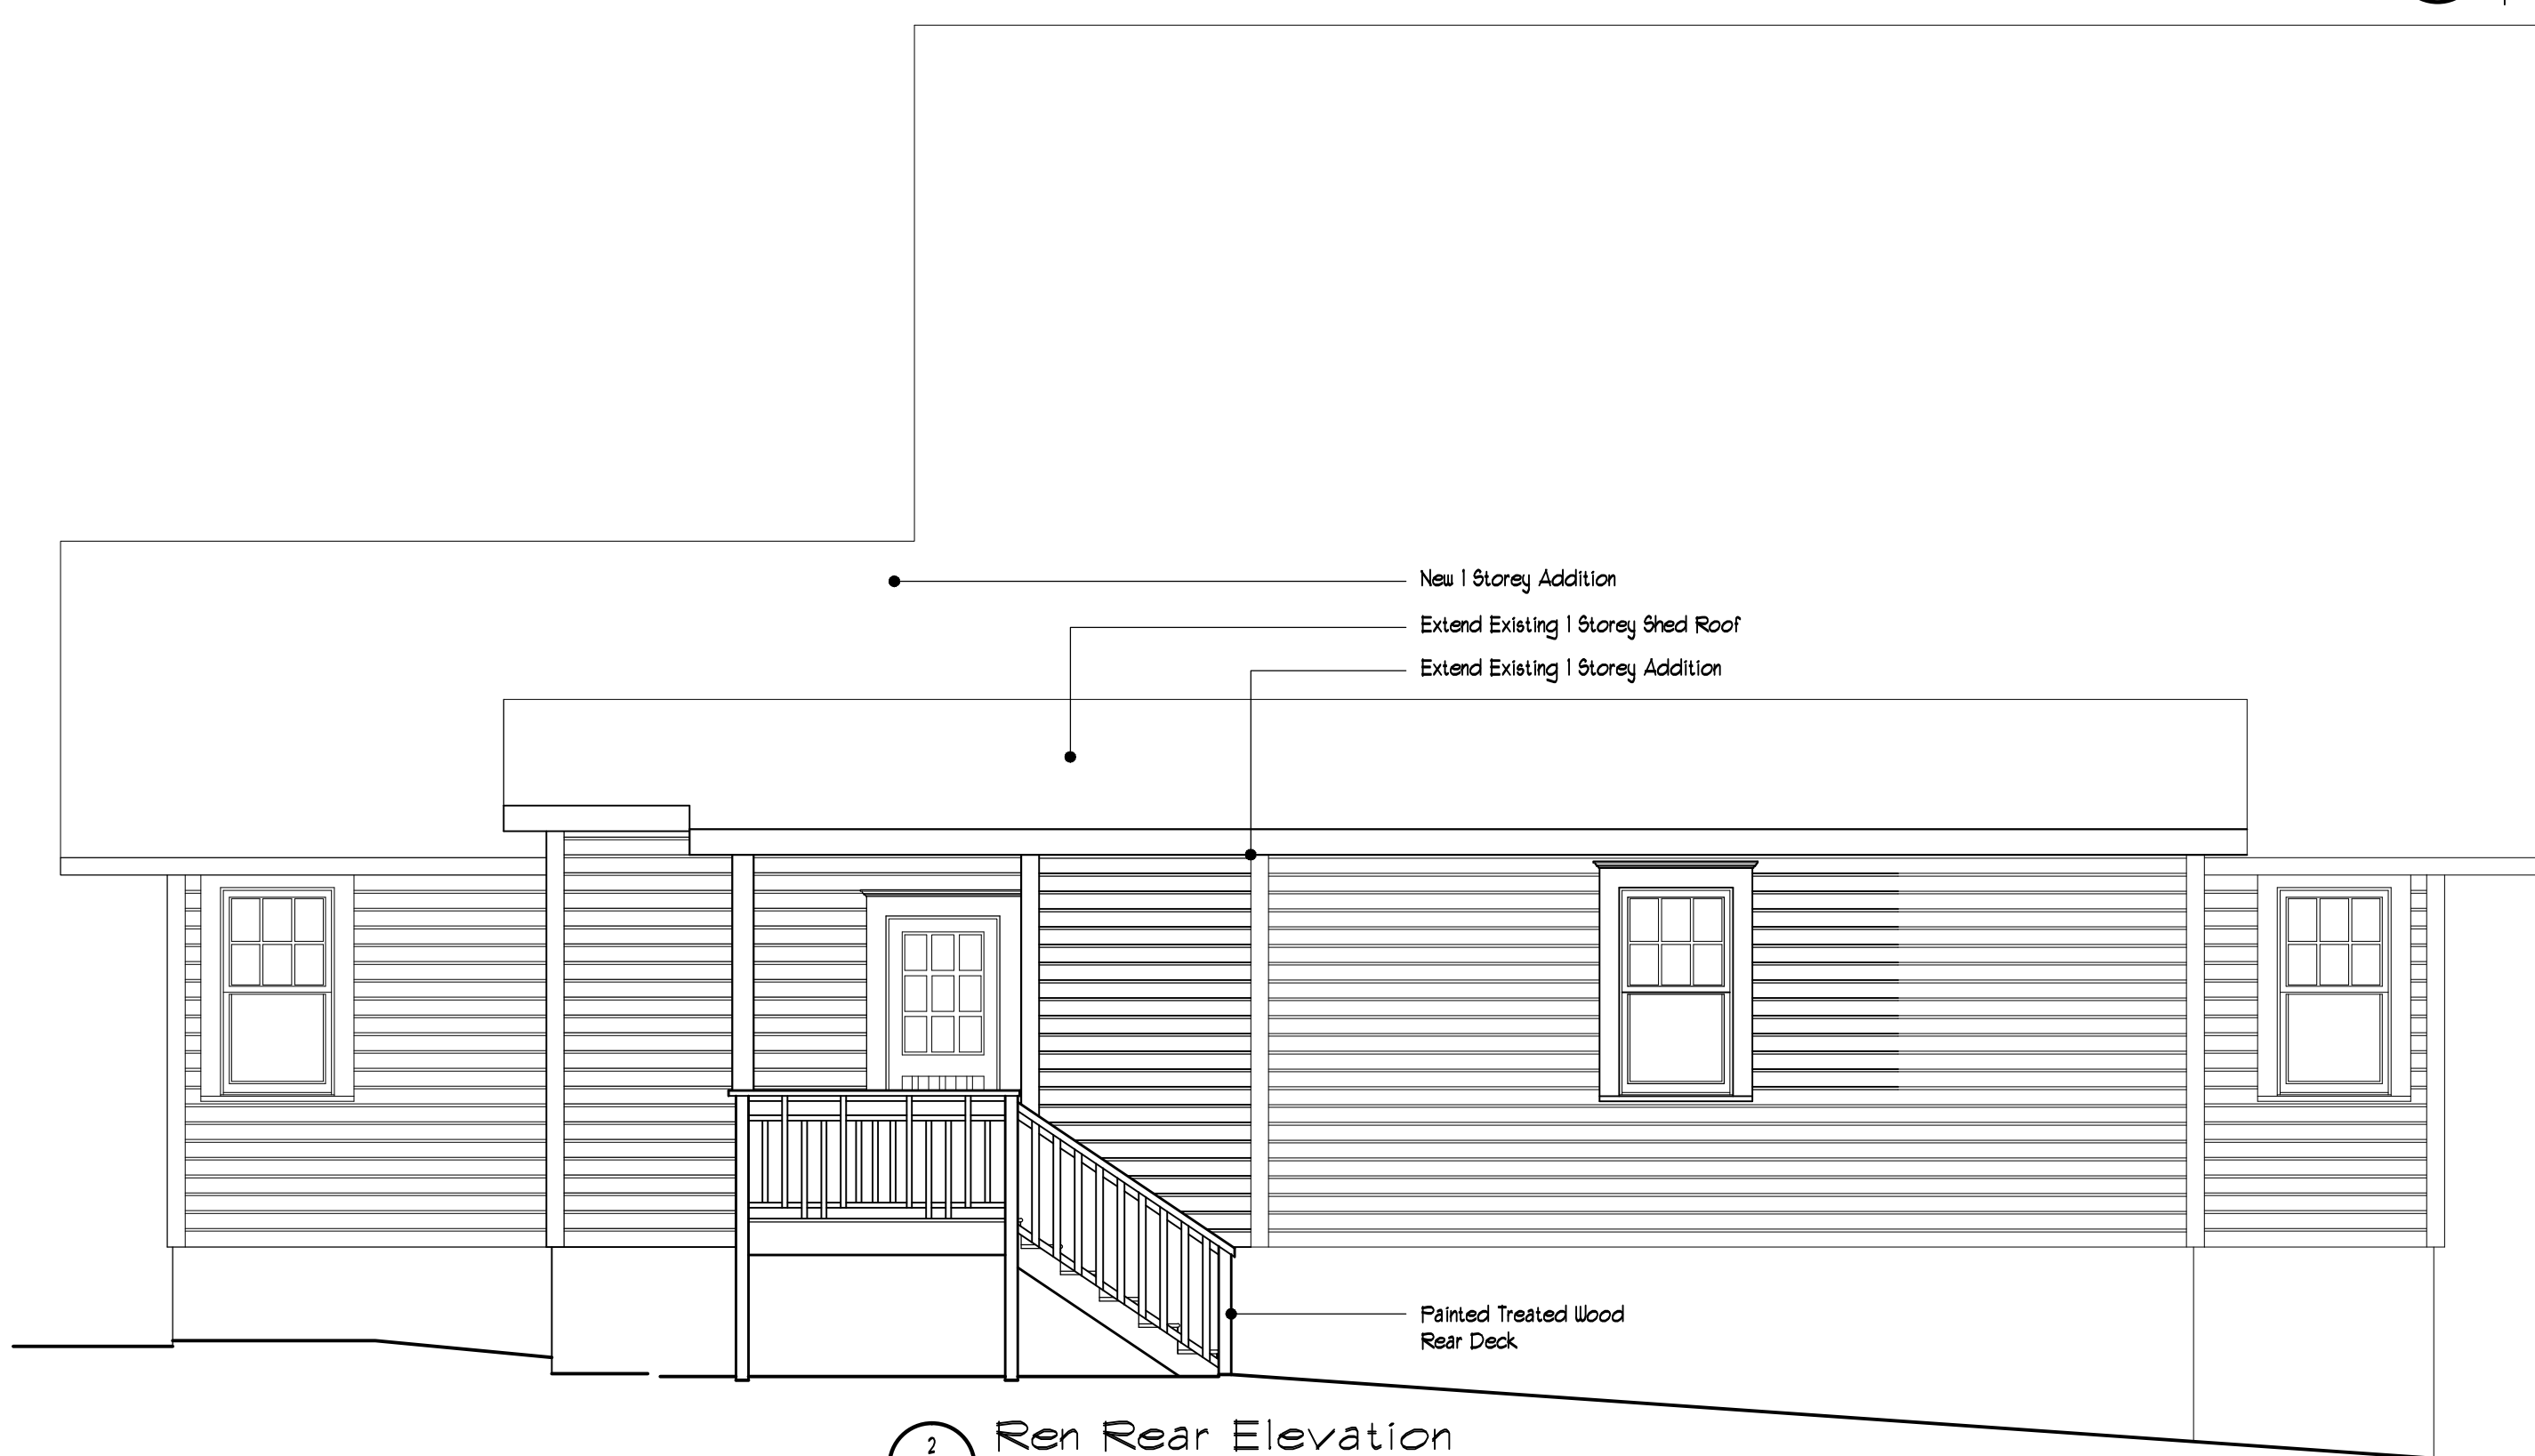 New 1 Storey Addition
Extend Existing 1 Storey Shed Roof
Extend Existing 1 Storey Addition
Painted Treated Wood
Rear Deck
2
Ren Rear Elevation